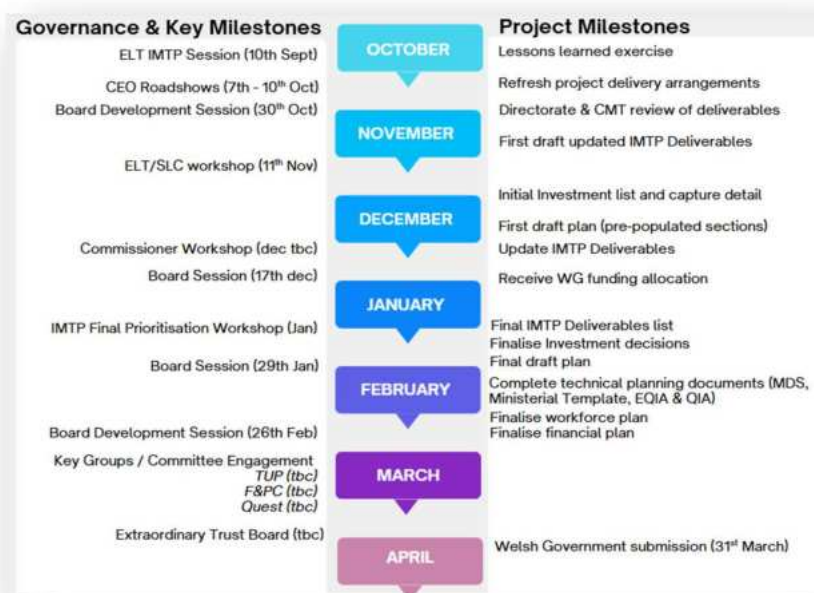 Governance & Key Milestones
Project Milestones
OCTOBER
ELT IMTP Session (10th Sept)
Lessons learned exercise
CEO Roadshows (7th - 10th Oct)
Refresh project delivery arrangements
Board Development Session (30th Oct)
Directorate & CMT review of deliverables
NOVEMBER
First draft updated IMTP Deliverables
ELT/SLC workshop (11th Nov)
Initial Investment list and capture detail
DECEMBER
First draft plan (pre-populated sections)
Commissioner Workshop (dec tbc)
Update IMTP Deliverables
Board Session (17th dec)
Receive WG funding allocation
JANUARY
IMTP Final Prioritisation Workshop (Jan)
Final IMTP Deliverables list
Finalise Investment decisions
Board Session (29th Jan)
Final draft plan
FEBRUARY
Complete technical planning documents (MDS,
Ministerial Template, EQIA & QIA)
Finalise workforce plan
Board Development Session (26th Feb)
Finalise financial plan
Key Groups / Committee Engagement
TUP (tbc)
F&PC (tbc)
Quest (tbc)
MARCH
Extraordinary Trust Board (tbc)
Welsh Government submission (31st March)
APRIL